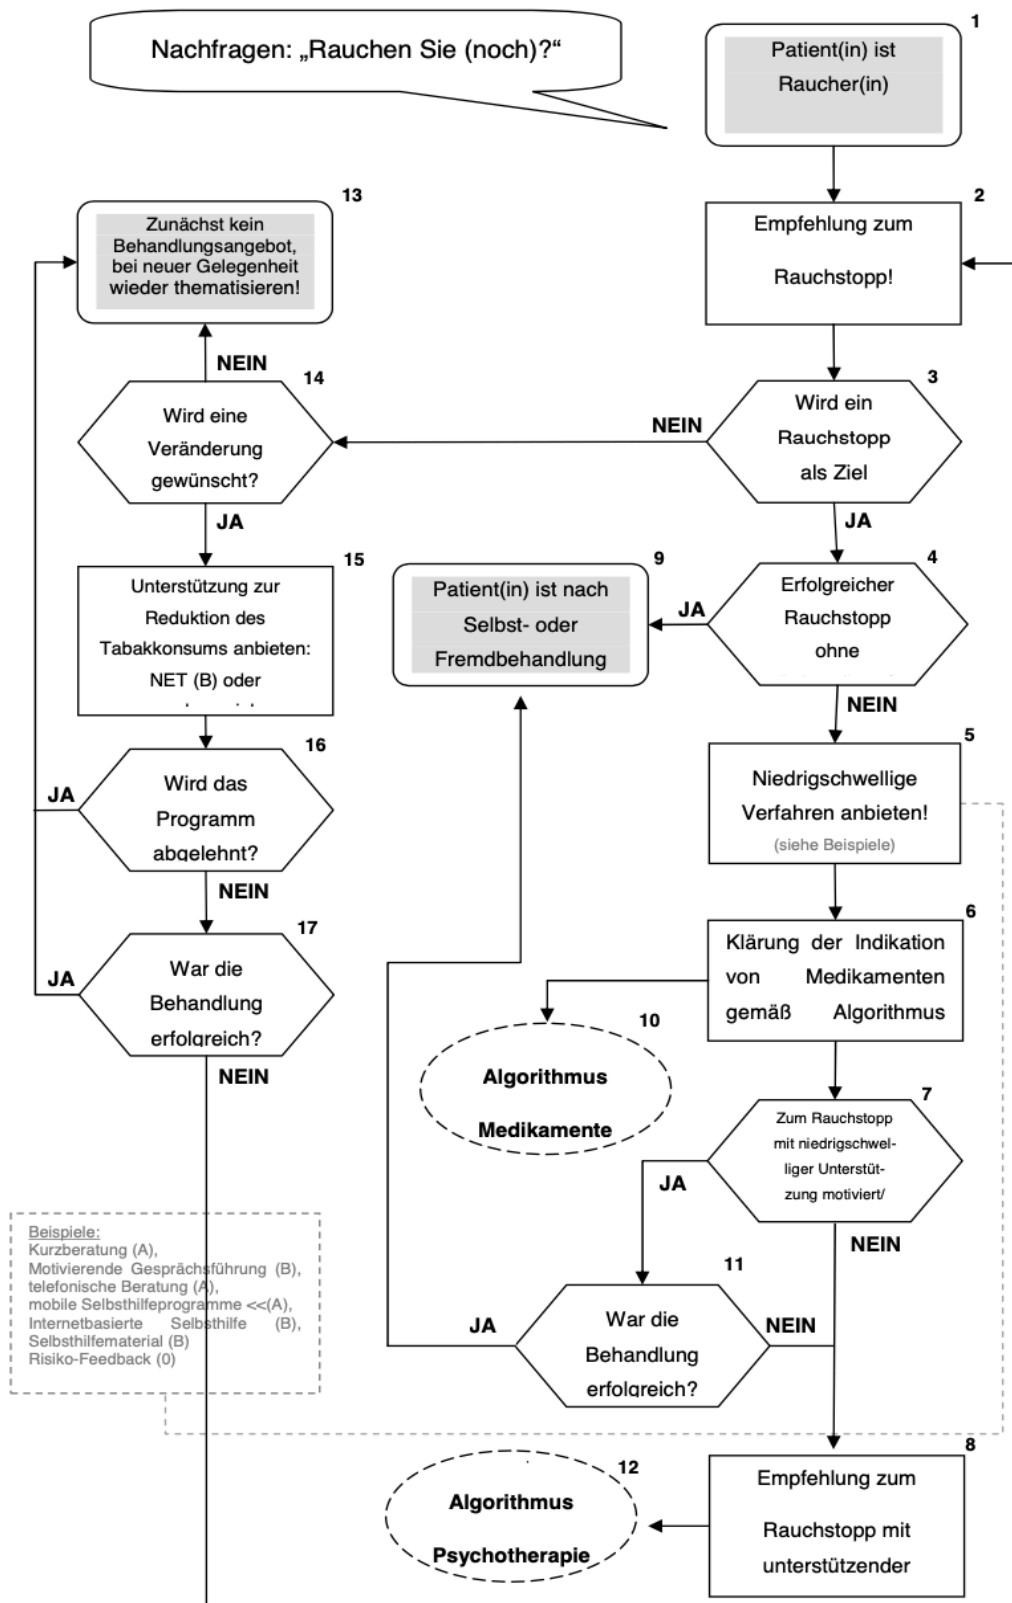 Nachfragen: „Rauchen Sie (noch)?“
1
Patient(in) ist
Raucher(in)
2
Empfehlung zum
Rauchstopp!
13
Zunächst kein
Behandlungsangebot,
bei neuer Gelegenheit
wieder thematisieren!
NEIN
14
Wird eine
Veränderung
gewünscht?
NEIN
3
Wird ein
Rauchstopp
als Ziel
JA
JA
15
Unterstützung zur
Reduktion des
Tabakkonsums anbieten:
NET (B) oder
9
Patient(in) ist nach
Selbst- oder
Fremdbehandlung
JA
4
Erfolgreicher
Rauchstopp
ohne
NEIN
16
Wird das
Programm
abgelehnt?
JA
NEIN
5
Niedrigschwellige
Verfahren anbieten!
(siehe Beispiele)
17
War die
Behandlung
erfolgreich?
JA
NEIN
6
Klärung der Indikation
von Medikamenten
gemäß Algorithmus
10
Algorithmus
Medikamente
7
Zum Rauchstopp
mit niedrigschwel-
liger Unterstüt-
zung motiviert/
JA
NEIN
Beispiele:
Kurzberatung (A),
Motivierende Gesprächsführung (B),
telefonische Beratung (A),
mobile Selbsthilfeprogramme <<(A),
Internetbasierte Selbsthilfe (B),
Selbsthilfematerial (B)
Risiko-Feedback (0)
11
War die
Behandlung
erfolgreich?
JA
NEIN
8
Empfehlung zum
Rauchstopp mit
unterstützender
12
Algorithmus
Psychotherapie